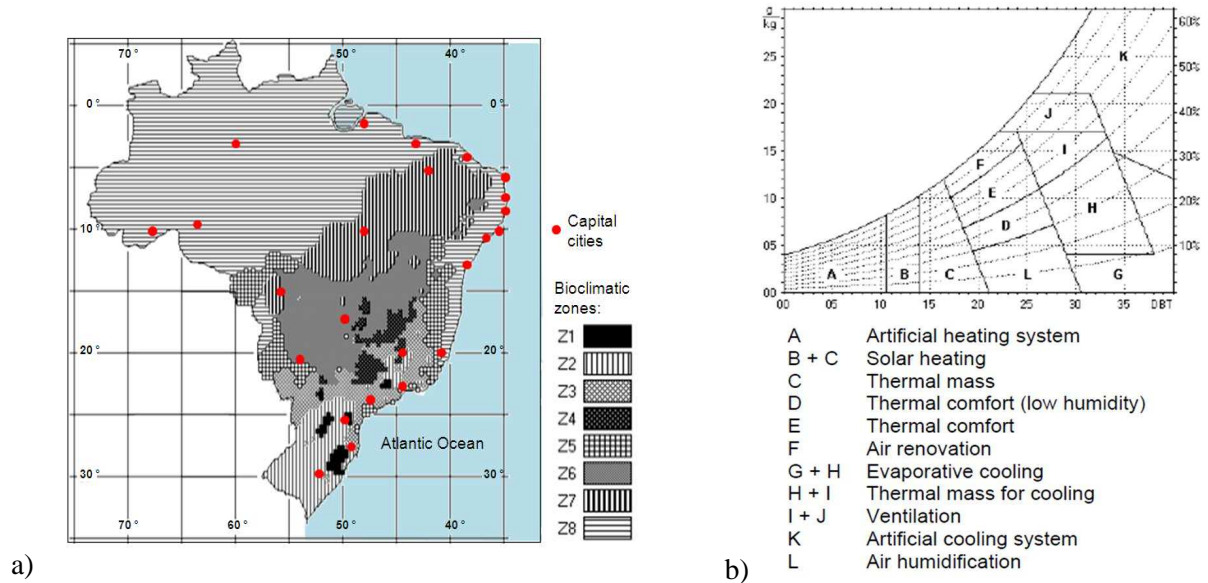 70 °
50 °
40 °
0 °
0 °
10 °
10 °
20 °
20 °
30 °
30 °
70 °
60 °
50 °
40 °
Atlantic Ocean
Capital
cities
Bioclimatic
zones:
Z1
Z2
Z3
Z4
Z5
Z6
Z7
Z8
a)
g
kg
25
20
15
10
05
00
00
05
10
15
20
25
30
35
DBT
60%
50%
40%
30%
20%
10%
A
B
C
D
E
F
G
H
I
J
K
L
A Artificial heating system
B + C Solar heating
C Thermal mass
D Thermal comfort (low humidity)
E Thermal comfort
F Air renovation
G + H Evaporative cooling
H + I Thermal mass for cooling
I + J Ventilation
K Artificial cooling system
L Air humidification
b)